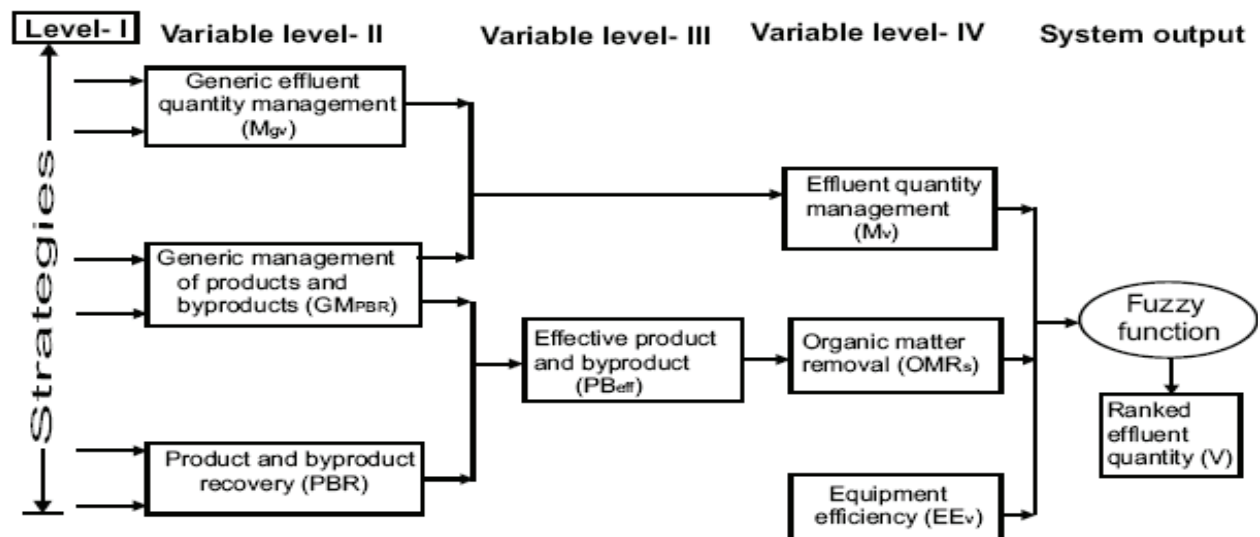 Level- I
Variable level- II
Variable level- III
Variable level- IV
System output
Strategies
Generic effluent
quantity management
(Mgv)
Generic management
of products and
byproducts (GMPBR)
Product and byproduct
recovery (PBR)
Effective product
and byproduct
(PBeff)
Effluent quantity
management
(Mv)
Organic matter
removal (OMRs)
Equipment
efficiency (EEv)
Fuzzy
function
Ranked
effluent
quantity (V)